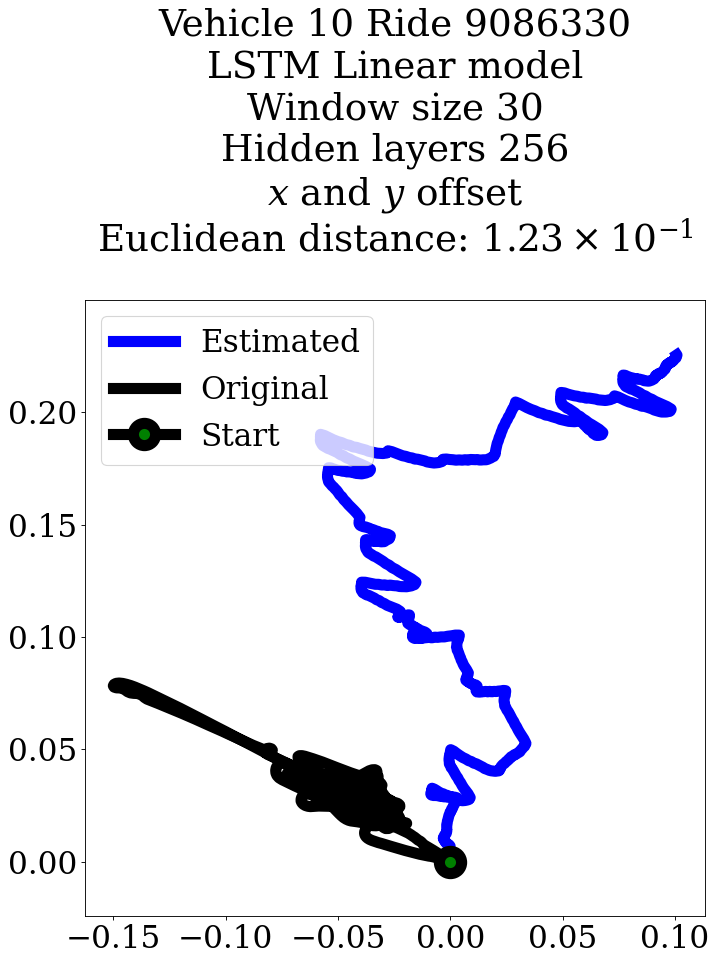 Vehicle 10 Ride 9086330
LSTM Linear model
Window size 30
Hidden layers 256
x and y offset
Euclidean distance: 1.23 × 10⁻¹
Estimated
Original
Start
0.20
0.15
0.10
0.05
0.00
−0.15 −0.10 −0.05 0.00 0.05 0.10